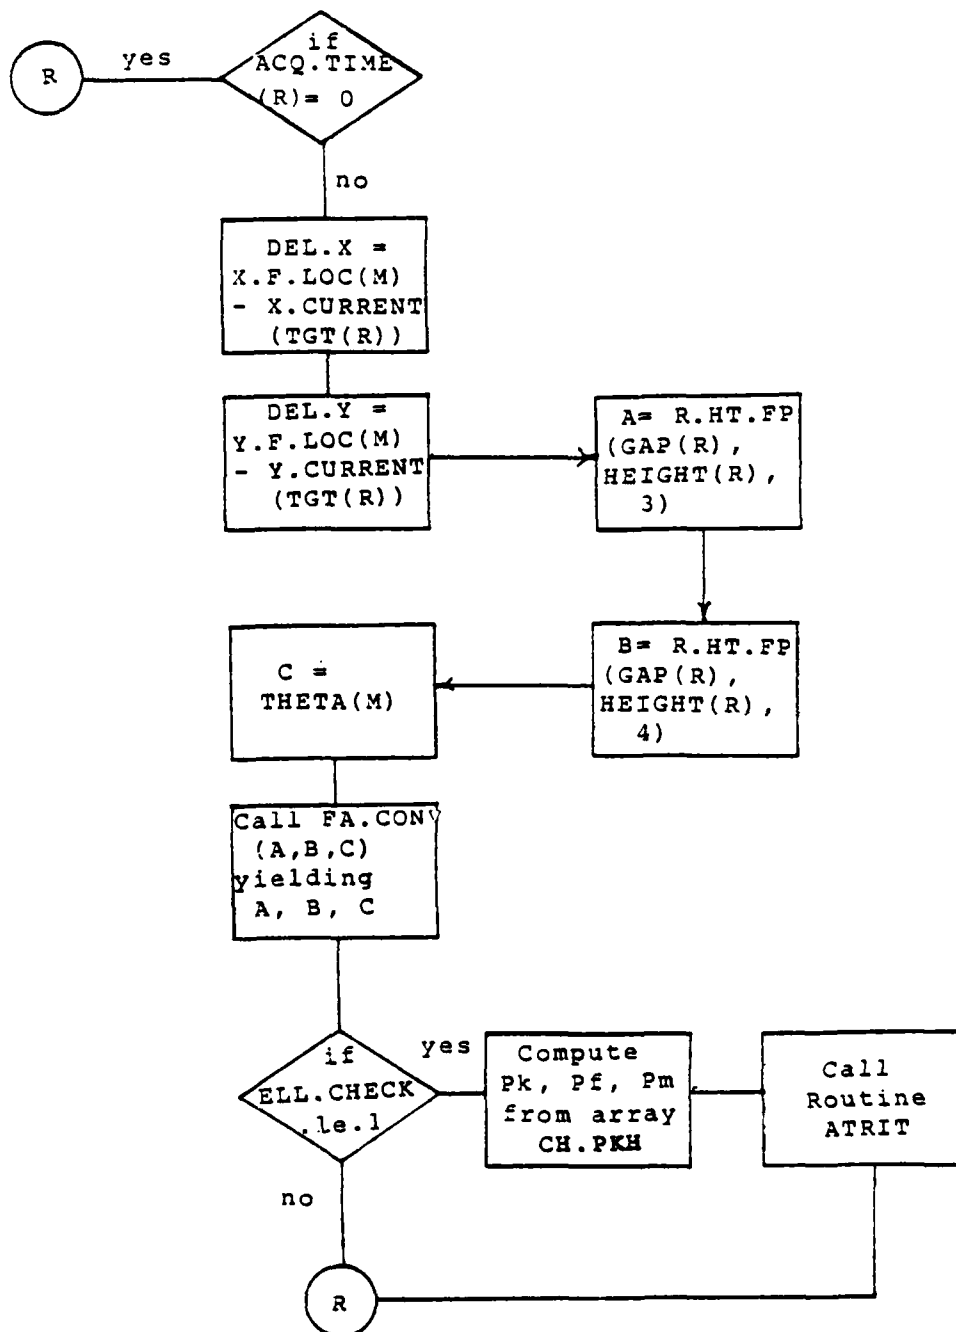 R
yes
if
ACQ.TIME
(R)= 0
no
DEL.X =
X.F.LOC(M)
- X.CURRENT
(TGT(R))
DEL.Y =
Y.F.LOC(M)
- Y.CURRENT
(TGT(R))
A= R.HT.FP
(GAP(R),
HEIGHT(R),
3)
B= R.HT.FP
(GAP(R),
HEIGHT(R),
4)
C =
THETA(M)
Call FA.CONV
(A,B,C)
yielding
A, B, C
if
ELL.CHECK
.le.1
yes
Compute
Pk, Pf, Pm
from array
CH.PKH
Call
Routine
ATRIT
no
R